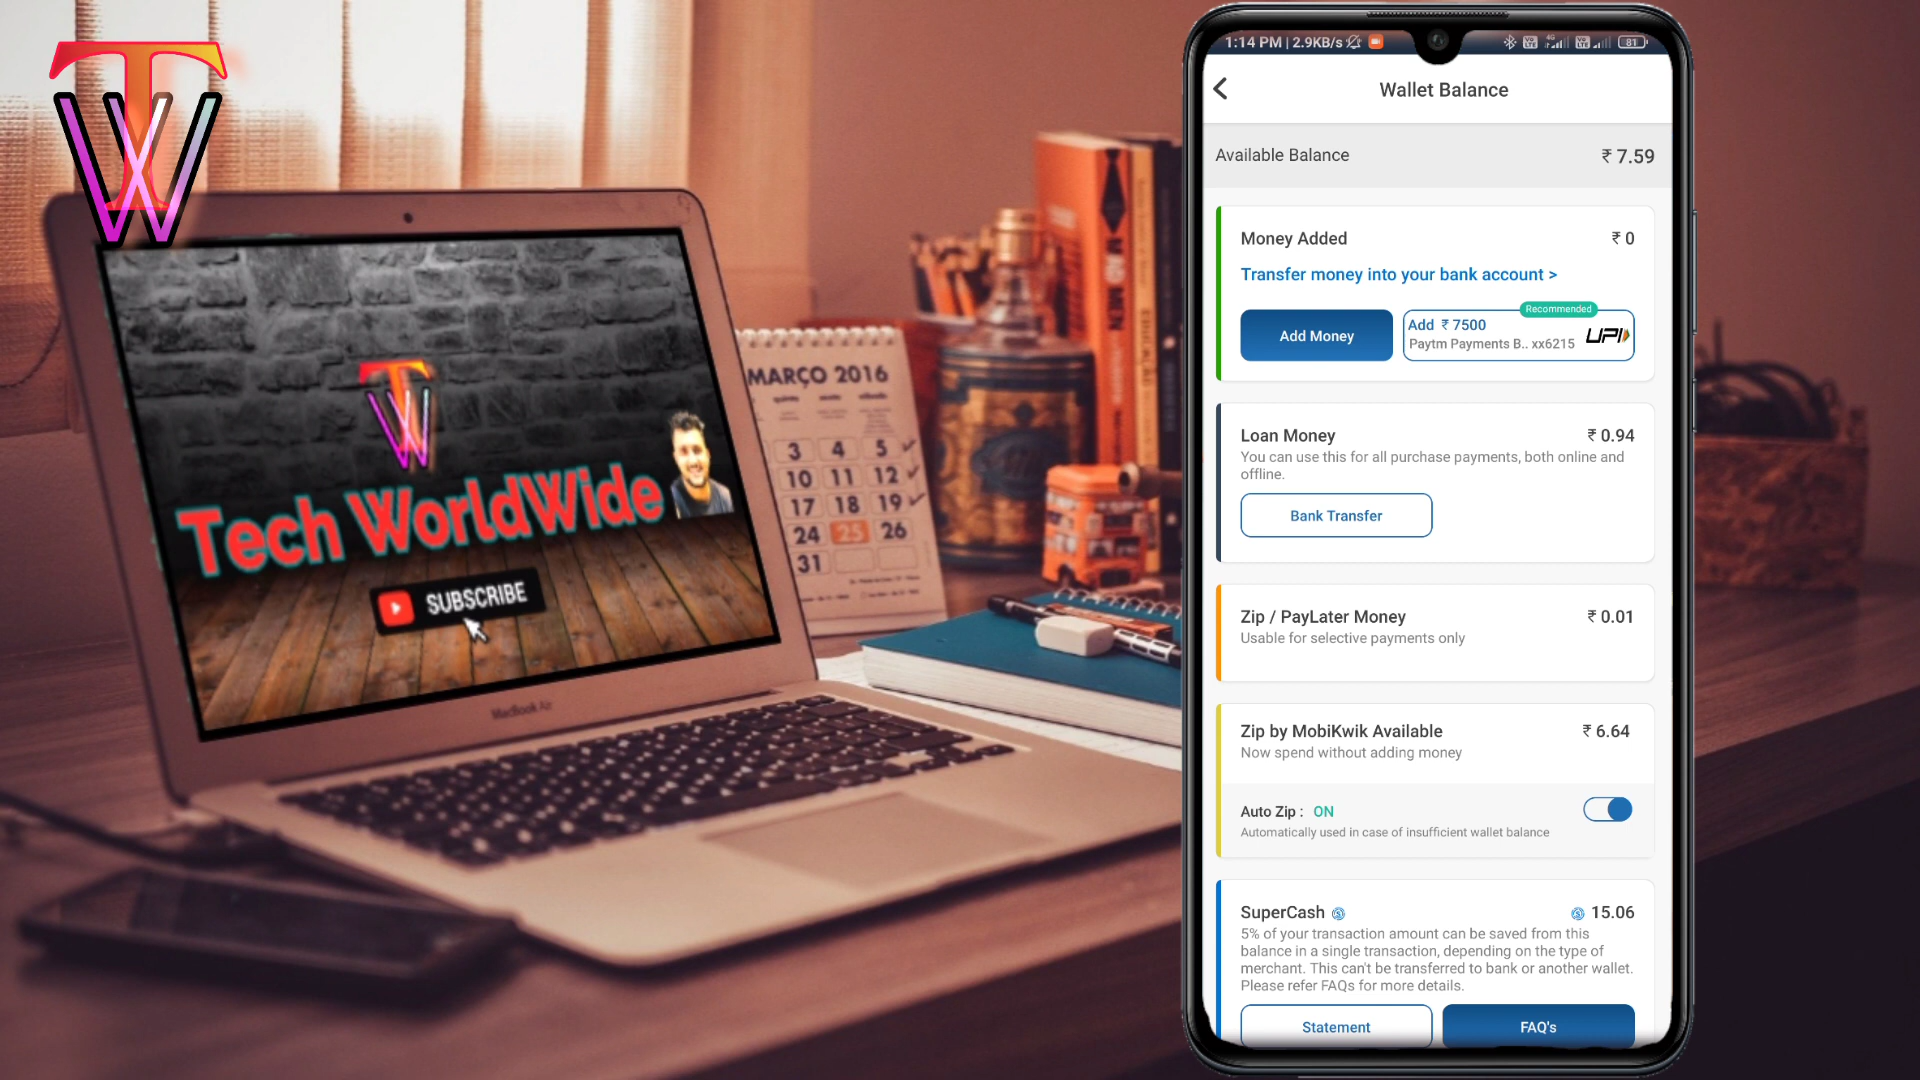 TW
TW
Tech WorldWide
SUBSCRIBE
MacBook Air
MARÇO 2016
3 4 5
10 11 12
17 18 19
24 25 26
31
1:14 PM | 2.9KB/s
4G
81
Wallet Balance
Available Balance ₹ 7.59
Money Added ₹ 0
Transfer money into your bank account >
Recommended
Add Money
Add ₹ 7500
Paytm Payments B.. xx6215
UPI
Loan Money ₹ 0.94
You can use this for all purchase payments, both online and
offline.
Bank Transfer
Zip / PayLater Money ₹ 0.01
Usable for selective payments only
Zip by MobiKwik Available ₹ 6.64
Now spend without adding money
Auto Zip : ON
Automatically used in case of insufficient wallet balance
SuperCash 15.06
5% of your transaction amount can be saved from this
balance in a single transaction, depending on the type of
merchant. This can't be transferred to bank or another wallet.
Please refer FAQs for more details.
Statement
FAQ's